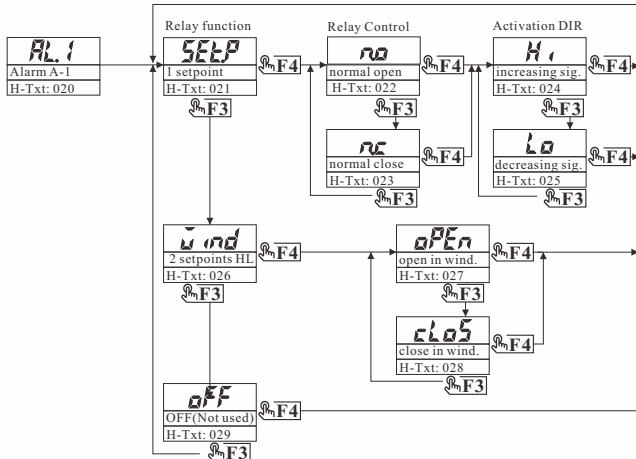 Relay function
Relay Control
Activation DIR
AL.1
Alarm A-1
H-Txt: 020
SEtP
1 setpoint
H-Txt: 021
F4
F3
no
normal open
H-Txt: 022
F4
F3
nc
normal close
H-Txt: 023
F4
F3
Hi
increasing sig.
H-Txt: 024
F4
F3
Lo
decreasing sig.
H-Txt: 025
F4
F3
wind
2 setpoints HL
H-Txt: 026
F4
F3
oPEn
open in wind.
H-Txt: 027
F4
F3
cLoS
close in wind.
H-Txt: 028
F4
F3
oFF
OFF(Not used)
H-Txt: 029
F4
F3